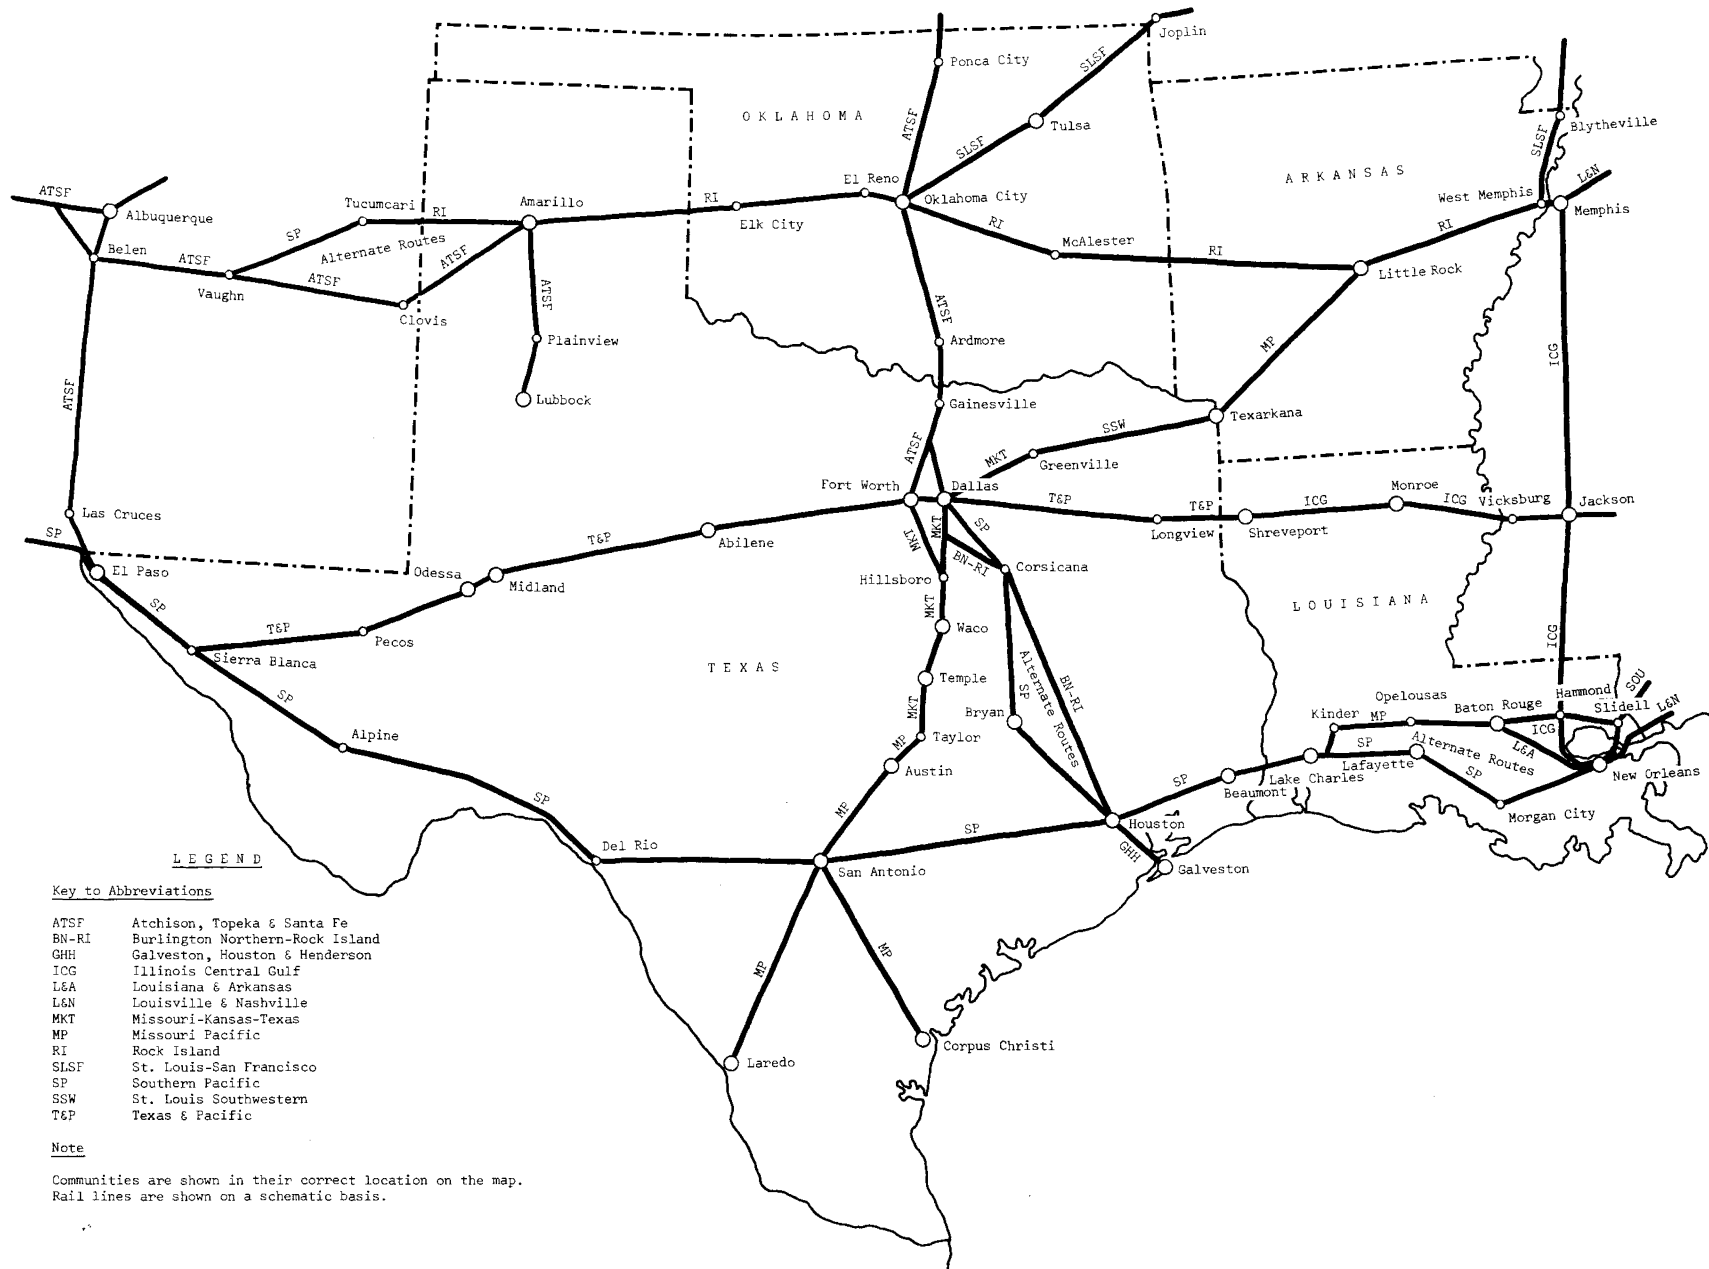 Joplin
Ponca City
SLSF
OKLAHOMA
ATSF
Tulsa
SLSF
Blytheville
SLSF
ARKANSAS
L&N
ATSF
El Reno
Oklahoma City
West Memphis
Memphis
Albuquerque
Tucumcari
RI
Amarillo
RI
Elk City
RI
RI
SP
Alternate Routes
McAlester
RI
Belen
ATSF
ATSF
ATSF
Little Rock
Vaughn
Clovis
ATSF
ATSF
Plainview
Ardmore
MP
ICG
ATSF
Lubbock
Gainesville
Texarkana
SSW
ATSF
MKT
Greenville
Fort Worth
Dallas
T&P
T&P
ICG
Monroe
ICG
Vicksburg
Jackson
Las Cruces
SP
T&P
Abilene
MKT
MKT
SP
Longview
Shreveport
BN-RI
El Paso
Odessa
Midland
Hillsboro
Corsicana
SP
MKT
LOUISIANA
T&P
Pecos
Waco
ICG
Sierra Blanca
TEXAS
Temple
Alternate Routes
BN-RI
SP
SP
MKT
Bryan
Opelousas
Hammond
SOU
Kinder
MP
Baton Rouge
Slidell
L&N
Alpine
MP
Taylor
ICG
SP
L&A
Alternate Routes
Austin
SP
Lake Charles
Lafayette
SP
New Orleans
SP
MP
Beaumont
Morgan City
Houston
SP
GHH
Del Rio
San Antonio
Galveston
MP
MP
Laredo
Corpus Christi
LEGEND
Key to Abbreviations
ATSF Atchison, Topeka & Santa Fe
BN-RI Burlington Northern-Rock Island
GHH Galveston, Houston & Henderson
ICG Illinois Central Gulf
L&A Louisiana & Arkansas
L&N Louisville & Nashville
MKT Missouri-Kansas-Texas
MP Missouri Pacific
RI Rock Island
SLSF St. Louis-San Francisco
SP Southern Pacific
SSW St. Louis Southwestern
T&P Texas & Pacific
Note
Communities are shown in their correct location on the map.
Rail lines are shown on a schematic basis.